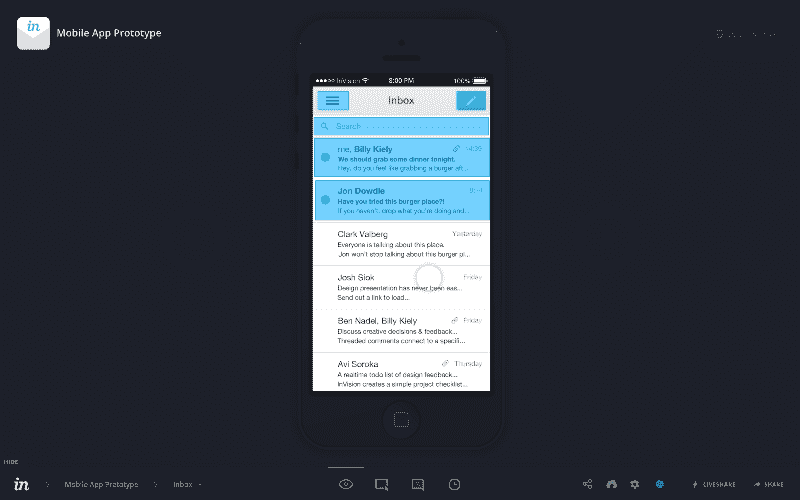 in
Mobile App Prototype
InVision
8:00 PM
100%
Inbox
Search
me, Billy Kiely
14:25
We should grab some dinner tonight.
Hey, do you feel like grabbing a burger aft...
Jon Dowdle
Have you tried this burger place?!
If you haven't, drop what you're doing and...
Clark Valberg
Yesterday
Everyone is talking about this place.
Jon won't stop talking about this burger pl...
Josh Siok
Friday
Design presentation has never been eas...
Send out a link to load...
Ben Nadel, Billy Kiely
Friday
Discuss creative decisions & feedback...
Threaded comments connect to a specifi...
Avi Soroka
Thursday
A realtime todo list of design feedback...
InVision creates a simple project checklist...
HIDE
in
Mobile App Prototype
Inbox
LIVESHARE
SHARE